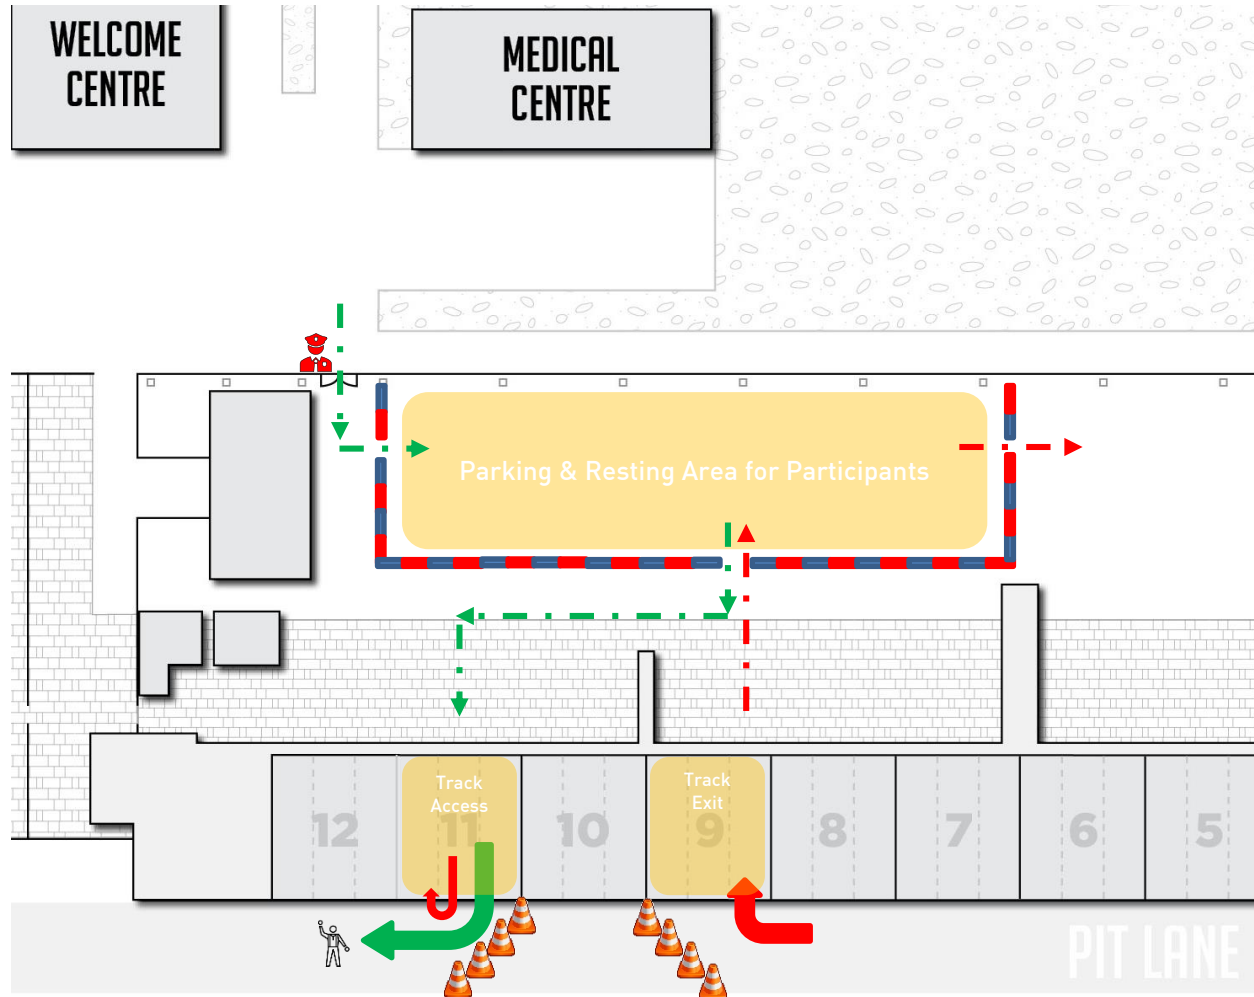 WELCOME
CENTRE
MEDICAL
CENTRE
Parking & Resting Area for Participants
Track
Access
Track
Exit
12
11
10
9
8
7
6
5
PIT LANE